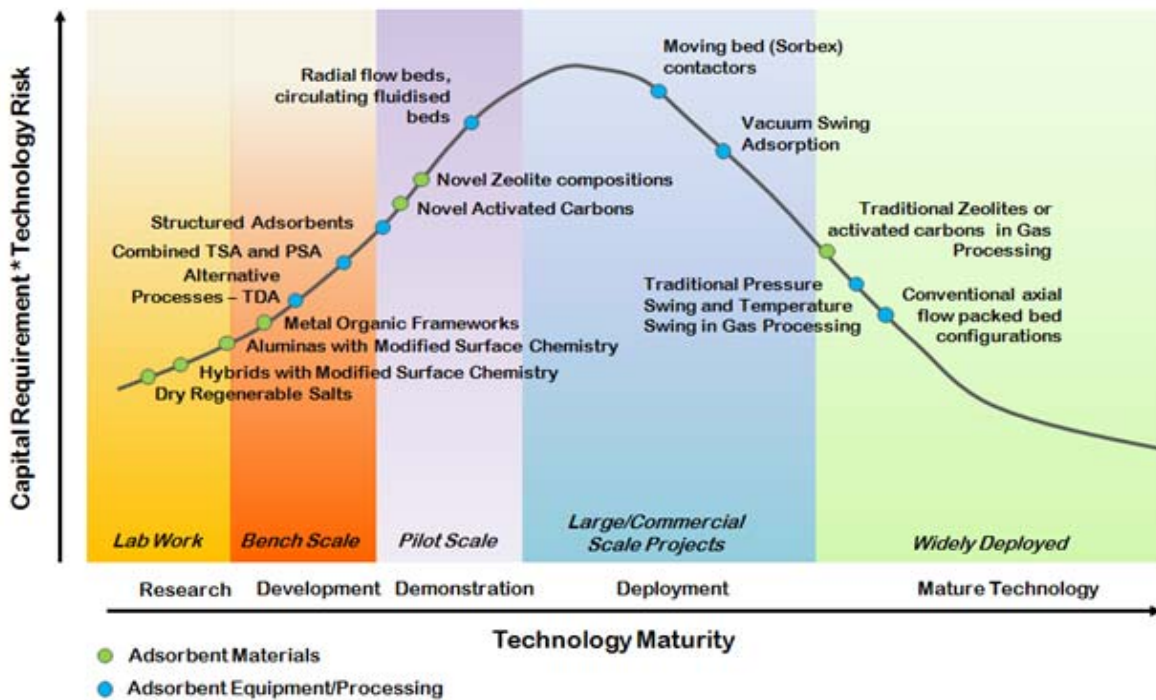 Capital Requirement * Technology Risk
Moving bed (Sorbex)
contactors
Radial flow beds,
circulating fluidised
beds
Vacuum Swing
Adsorption
Novel Zeolite compositions
Novel Activated Carbons
Structured Adsorbents
Combined TSA and PSA
Alternative
Processes – TDA
Metal Organic Frameworks
Aluminas with Modified Surface Chemistry
Hybrids with Modified Surface Chemistry
Dry Regenerable Salts
Traditional Zeolites or
activated carbons in Gas
Processing
Traditional Pressure
Swing and Temperature
Swing in Gas Processing
Conventional axial
flow packed bed
configurations
Lab Work
Bench Scale
Pilot Scale
Large/Commercial
Scale Projects
Widely Deployed
Research
Development
Demonstration
Deployment
Mature Technology
Technology Maturity
Adsorbent Materials
Adsorbent Equipment/Processing